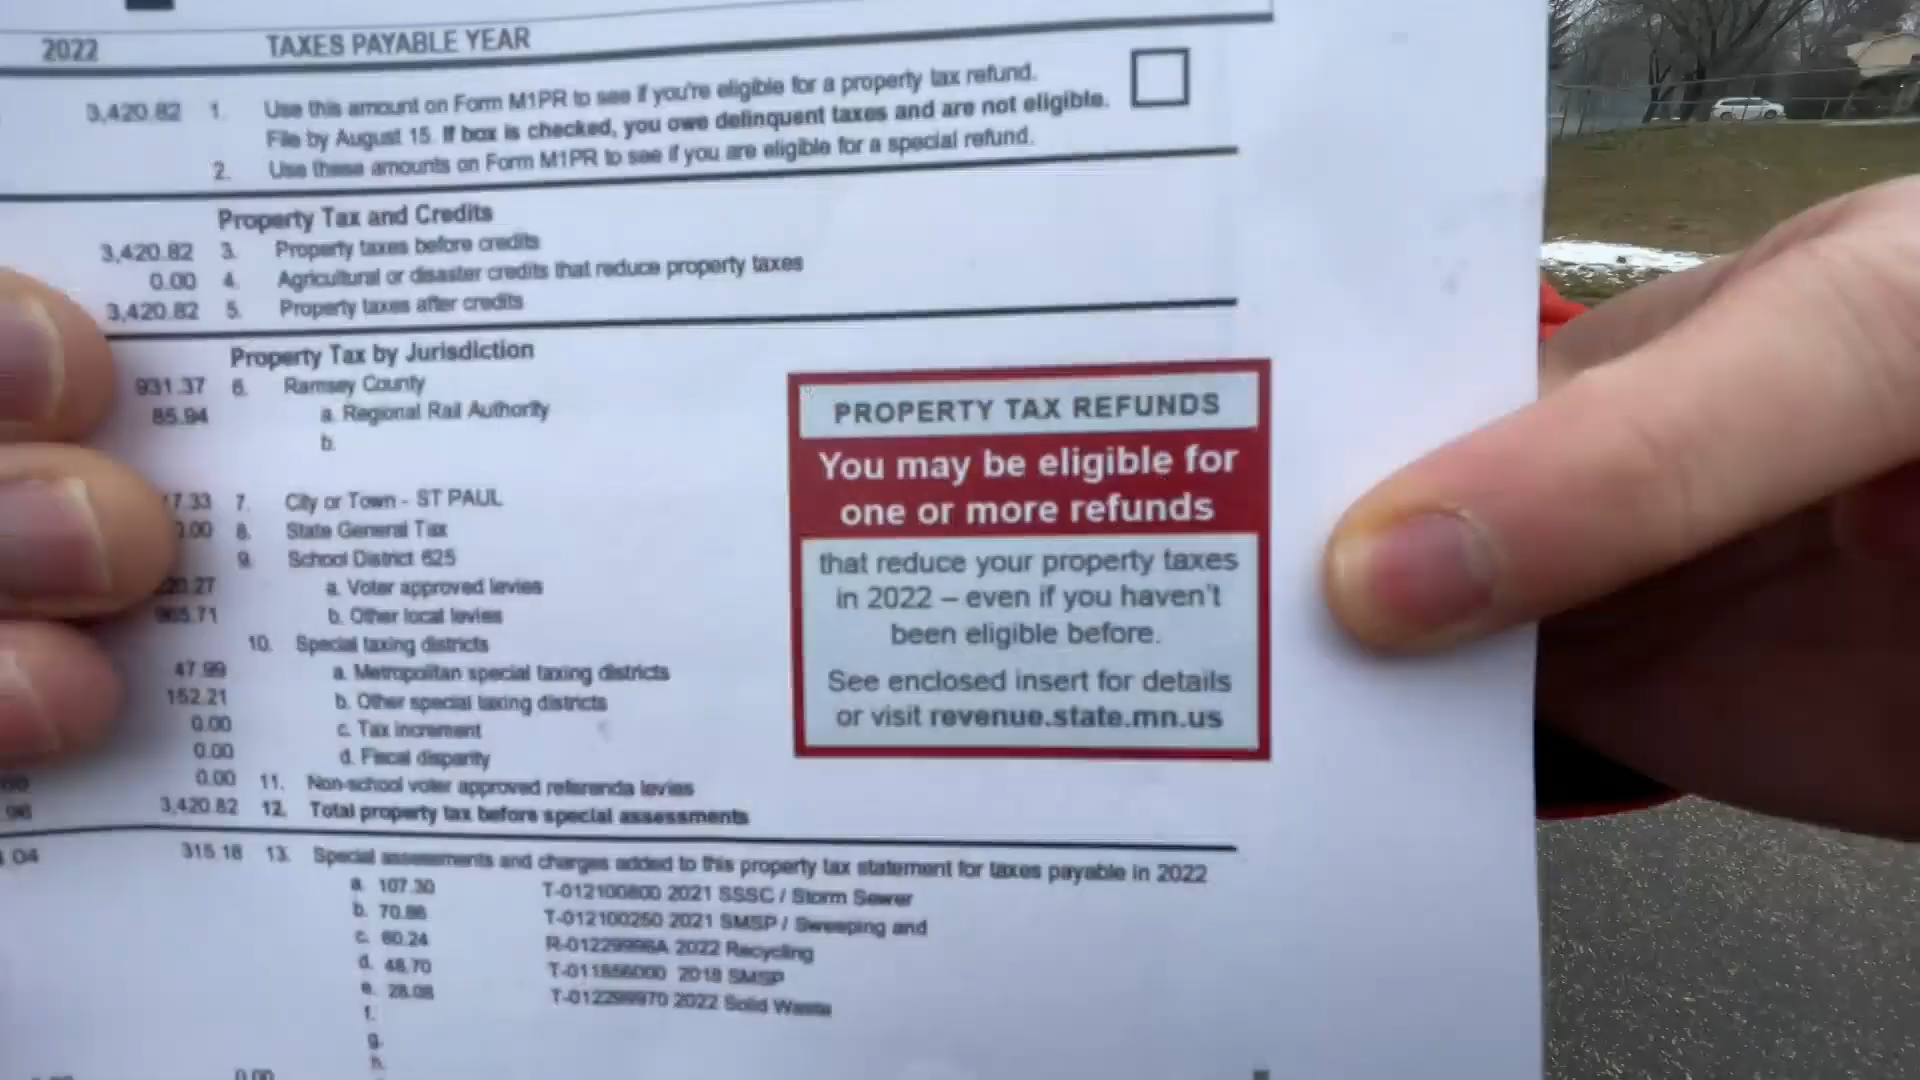 2022 TAXES PAYABLE YEAR
3,420.82 1. Use this amount on Form M1PR to see if you're eligible for a property tax refund.
File by August 15. If box is checked, you owe delinquent taxes and are not eligible.
2. Use these amounts on Form M1PR to see if you are eligible for a special refund.
Property Tax and Credits
3,420.82 3. Property taxes before credits
0.00 4. Agricultural or disaster credits that reduce property taxes
3,420.82 5. Property taxes after credits
Property Tax by Jurisdiction
931.37 6. Ramsey County
85.94 a. Regional Rail Authority
b.
7.33 7. City or Town - ST PAUL
0.00 8. State General Tax
9. School District 625
20.27 a. Voter approved levies
965.71 b. Other local levies
10. Special taxing districts
47.99 a. Metropolitan special taxing districts
152.21 b. Other special taxing districts
0.00 c. Tax increment
0.00 d. Fiscal disparity
0.00 11. Non-school voter approved referenda levies
3,420.82 12. Total property tax before special assessments
04 315.18 13. Special assessments and charges added to this property tax statement for taxes payable in 2022
a. 107.30 T-012100800 2021 SSSC / Storm Sewer
b. 70.86 T-012100250 2021 SMSP / Sweeping and
c. 60.24 R-01229998A 2022 Recycling
d. 48.70 2018 SMSP
e. 28.08 2022 Solid Waste
f.
g.
h.
0.00
PROPERTY TAX REFUNDS
You may be eligible for
one or more refunds
that reduce your property taxes
in 2022 – even if you haven't
been eligible before.
See enclosed insert for details
or visit revenue.state.mn.us